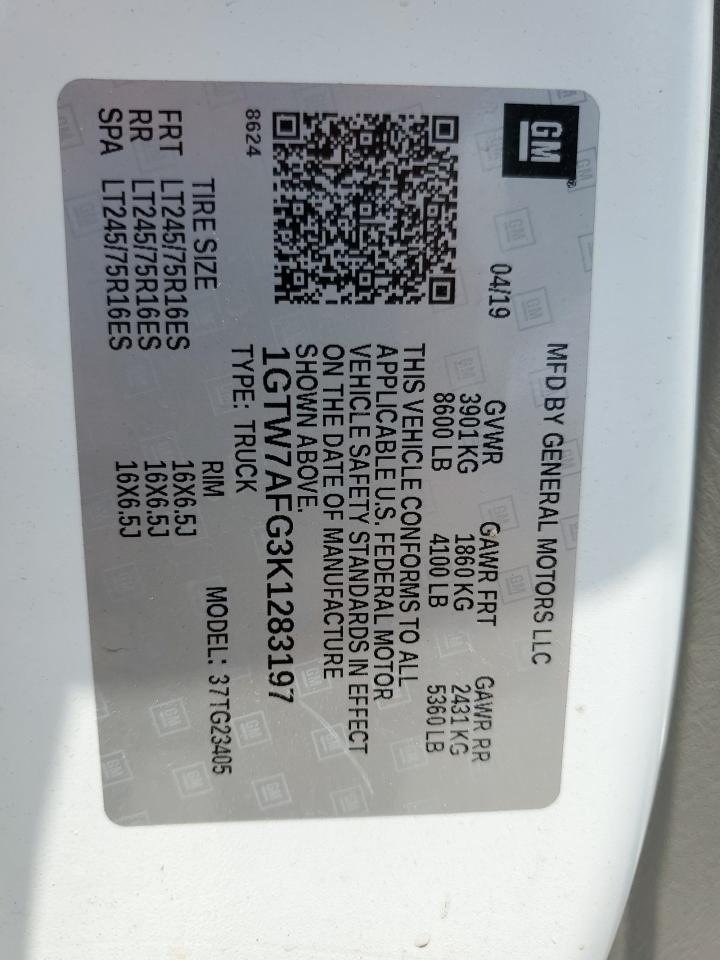 GM
MFD BY GENERAL MOTORS LLC
04/19
GVWR GAWR FRT GAWR RR
3901 KG 1860 KG 2431 KG
8600 LB 4100 LB 5360 LB
THIS VEHICLE CONFORMS TO ALL
APPLICABLE U.S. FEDERAL MOTOR
VEHICLE SAFETY STANDARDS IN EFFECT
ON THE DATE OF MANUFACTURE
SHOWN ABOVE.
1GTW7AFG3K1283197
8624
TYPE: TRUCK MODEL: 37TG23405
TIRE SIZE RIM
FRT LT245/75R16ES 16X6.5J
RR LT245/75R16ES 16X6.5J
SPA LT245/75R16ES 16X6.5J